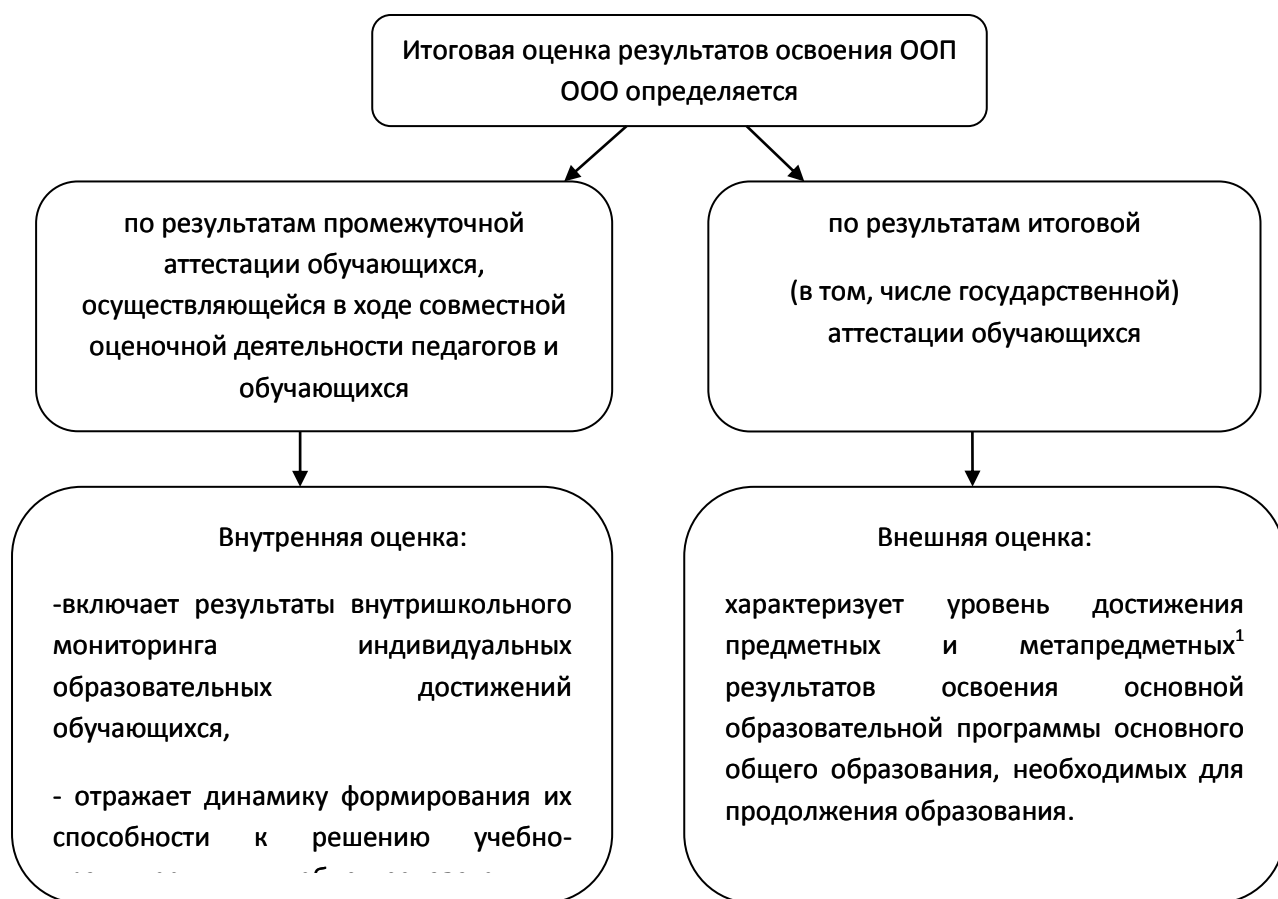 Итоговая оценка результатов освоения ООП
ООО определяется
по результатам промежуточной
аттестации обучающихся,
осуществляющейся в ходе совместной
оценочной деятельности педагогов и
обучающихся
по результатам итоговой
(в том, числе государственной)
аттестации обучающихся
Внутренняя оценка:
-включает результаты внутришкольного
мониторинга индивидуальных
образовательных достижений
обучающихся,
- отражает динамику формирования их
способности к решению учебно-
Внешняя оценка:
характеризует уровень достижения
предметных и метапредметных¹
результатов освоения основной
образовательной программы основного
общего образования, необходимых для
продолжения образования.